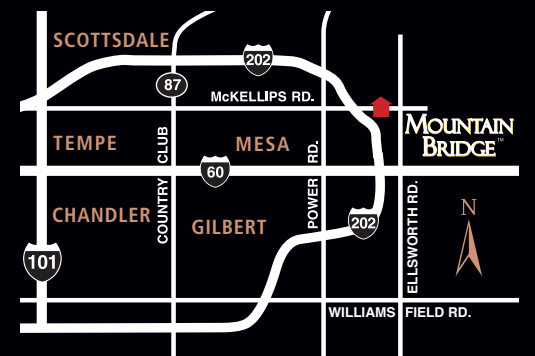 SCOTTSDALE
202
87
McKELLIPS RD.
MOUNTAIN
BRIDGE™
TEMPE
COUNTRY CLUB
MESA
POWER RD.
60
ELLSWORTH RD.
N
CHANDLER
GILBERT
202
101
WILLIAMS FIELD RD.